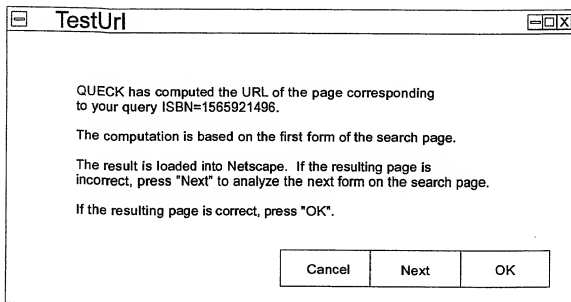 TestUrl
QUECK has computed the URL of the page corresponding
to your query ISBN=1565921496.
The computation is based on the first form of the search page.
The result is loaded into Netscape. If the resulting page is
incorrect, press "Next" to analyze the next form on the search page.
If the resulting page is correct, press "OK".
Cancel Next OK